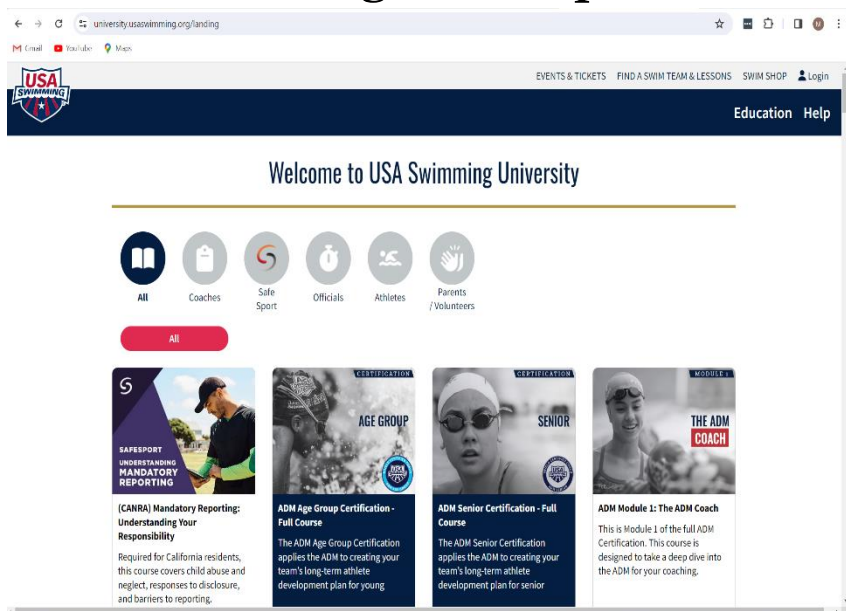 university.usaswimming.org/landing
Gmail YouTube Maps
USA
SWIMMING
EVENTS & TICKETS FIND A SWIM TEAM & LESSONS SWIM SHOP Login
Education Help
Welcome to USA Swimming University
All Coaches Safe Sport Officials Athletes Parents / Volunteers
All
SAFESPORT
UNDERSTANDING
MANDATORY
REPORTING
(CANRA) Mandatory Reporting:
Understanding Your
Responsibility
Required for California residents,
this course covers child abuse and
neglect, responses to disclosure,
and barriers to reporting.
CERTIFICATION
AGE GROUP
ADM Age Group Certification -
Full Course
The ADM Age Group Certification
applies the ADM to creating your
team's long-term athlete
development plan for young
CERTIFICATION
SENIOR
ADM Senior Certification - Full
Course
The ADM Senior Certification
applies the ADM to creating your
team's long-term athlete
development plan for senior
MODULE 1
THE ADM
COACH
ADM Module 1: The ADM Coach
This is Module 1 of the full ADM
Certification. This course is
designed to take a deep dive into
the ADM for your coaching.